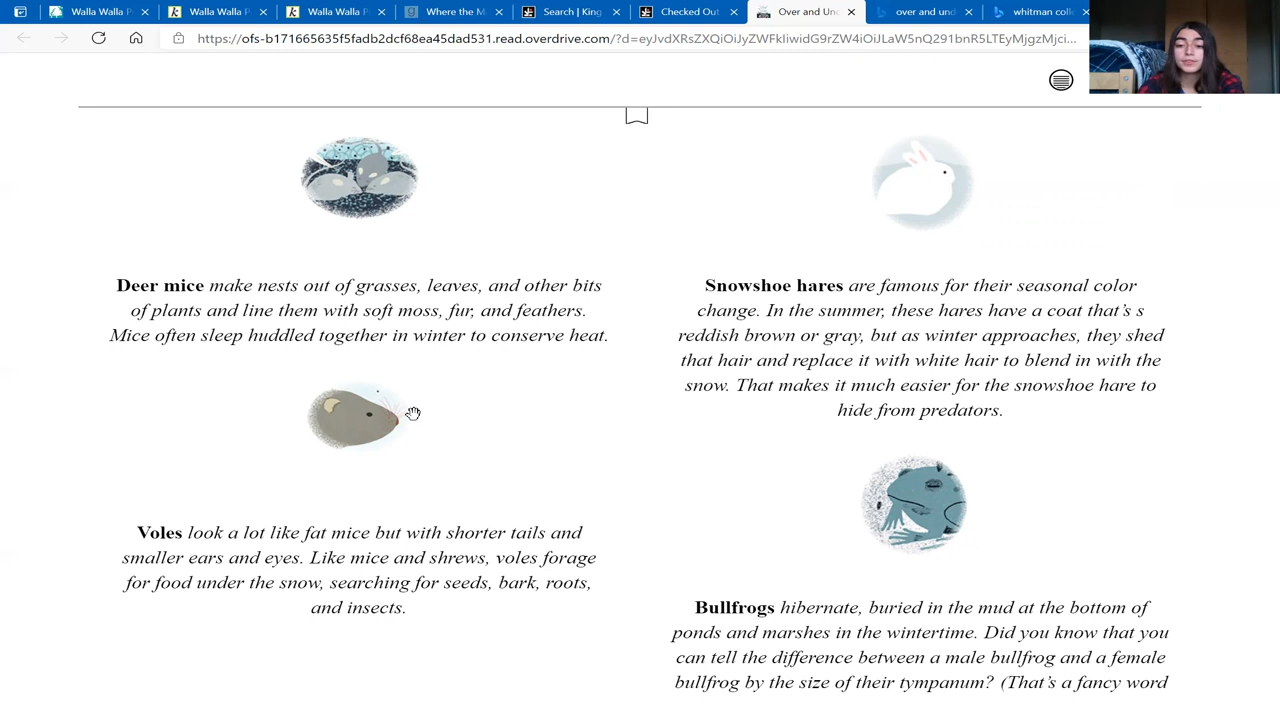 Walla Walla P
Walla Walla P
Walla Walla P
Where the M
Search | King
Checked Out
Over and Und
over and und
whitman coll
https://ofs-b171665635f5fadb2dcf68ea45dad531.read.overdrive.com/?d=
Deer mice make nests out of grasses, leaves, and other bits
of plants and line them with soft moss, fur, and feathers.
Mice often sleep huddled together in winter to conserve heat.
Voles look a lot like fat mice but with shorter tails and
smaller ears and eyes. Like mice and shrews, voles forage
for food under the snow, searching for seeds, bark, roots,
and insects.
Snowshoe hares are famous for their seasonal color
change. In the summer, these hares have a coat that's s
reddish brown or gray, but as winter approaches, they shed
that hair and replace it with white hair to blend in with the
snow. That makes it much easier for the snowshoe hare to
hide from predators.
Bullfrogs hibernate, buried in the mud at the bottom of
ponds and marshes in the wintertime. Did you know that you
can tell the difference between a male bullfrog and a female
bullfrog by the size of their tympanum? (That's a fancy word